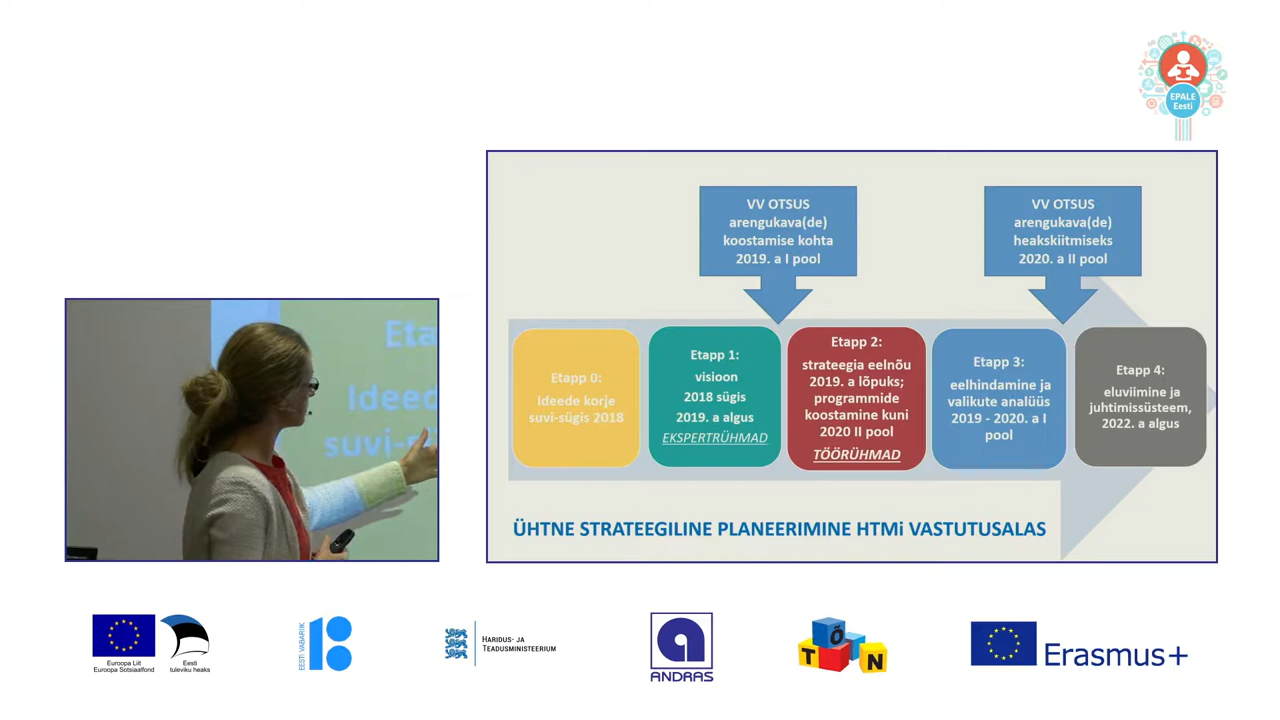 EPALE
Eesti
VV OTSUS
arengukava(de)
koostamise kohta
2019. a I pool
VV OTSUS
arengukava(de)
heakskiitmiseks
2020. a II pool
Etapp 0:
Ideede korje
suvi-sügis 2018
Etapp 1:
visioon
2018 sügis
2019. a algus
EKSPERTRÜHMAD
Etapp 2:
strateegia eelnõu
2019. a lõpuks;
programmide
koostamine kuni
2020 II pool
TÖÖRÜHMAD
Etapp 3:
eelhindamine ja
valikute analüüs
2019 - 2020. a I
pool
Etapp 4:
eluviimine ja
juhtimissüsteem,
2022. a algus
ÜHTNE STRATEEGILINE PLANEERIMINE HTMi VASTUTUSALAS
Eta
Ideed
suvi-s
Euroopa Liit
Euroopa Sotsiaalfond
Eesti
tuleviku heaks
EESTI VABARIIK
100
HARIDUS- JA
TEADUSMINISTEERIUM
ANDRAS
T Õ N
Erasmus+